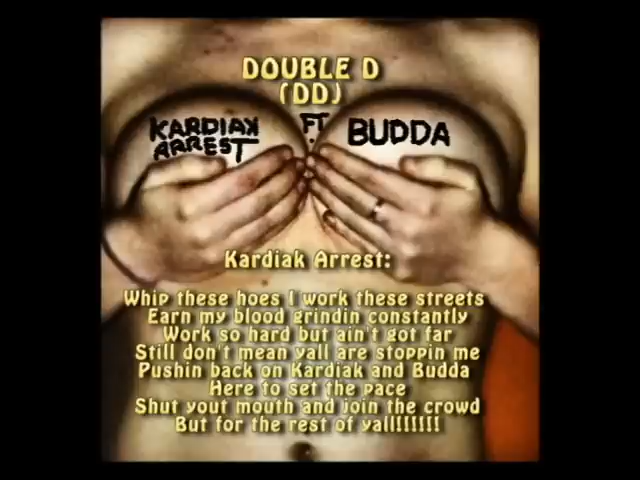 DOUBLE D
(DD)
KARDIAK ARREST FT. BUDDA
Kardiak Arrest:
Whip these hoes I work these streets
Earn my blood grindin constantly
Work so hard but ain't got far
Still don't mean yall are stoppin me
Pushin back on Kardiak and Budda
Here to set the pace
Shut yout mouth and join the crowd
But for the rest of yall!!!!!!!